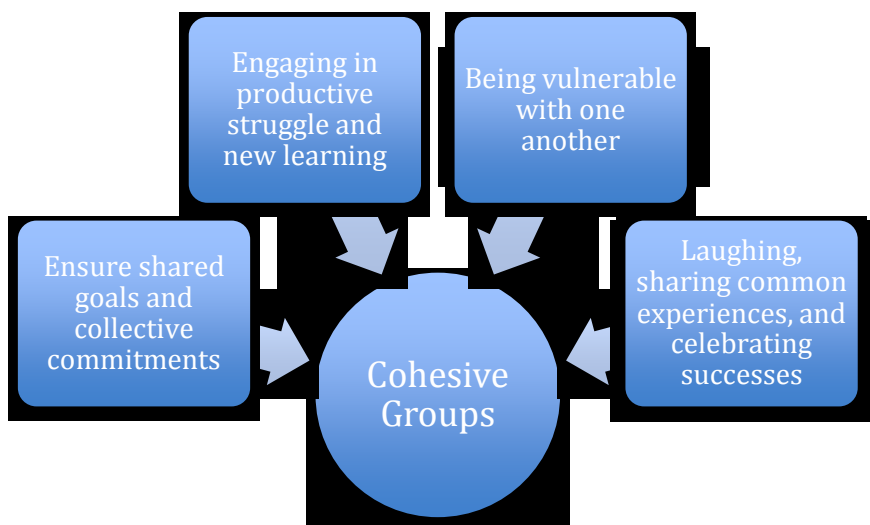 Engaging in
productive
struggle and
new learning
Being vulnerable
with one
another
Ensure shared
goals and
collective
commitments
Laughing,
sharing common
experiences, and
celebrating
successes
Cohesive
Groups